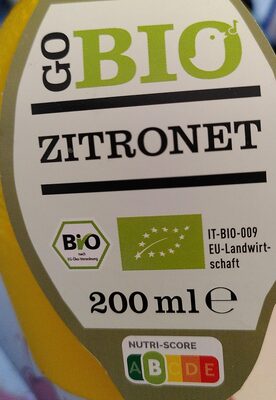 GO BIO
ZITRONET
Bio
nach
EG-Öko-Verordnung
IT-BIO-009
EU-Landwirt-
schaft
200 ml ℮
NUTRI-SCORE
A B C D E